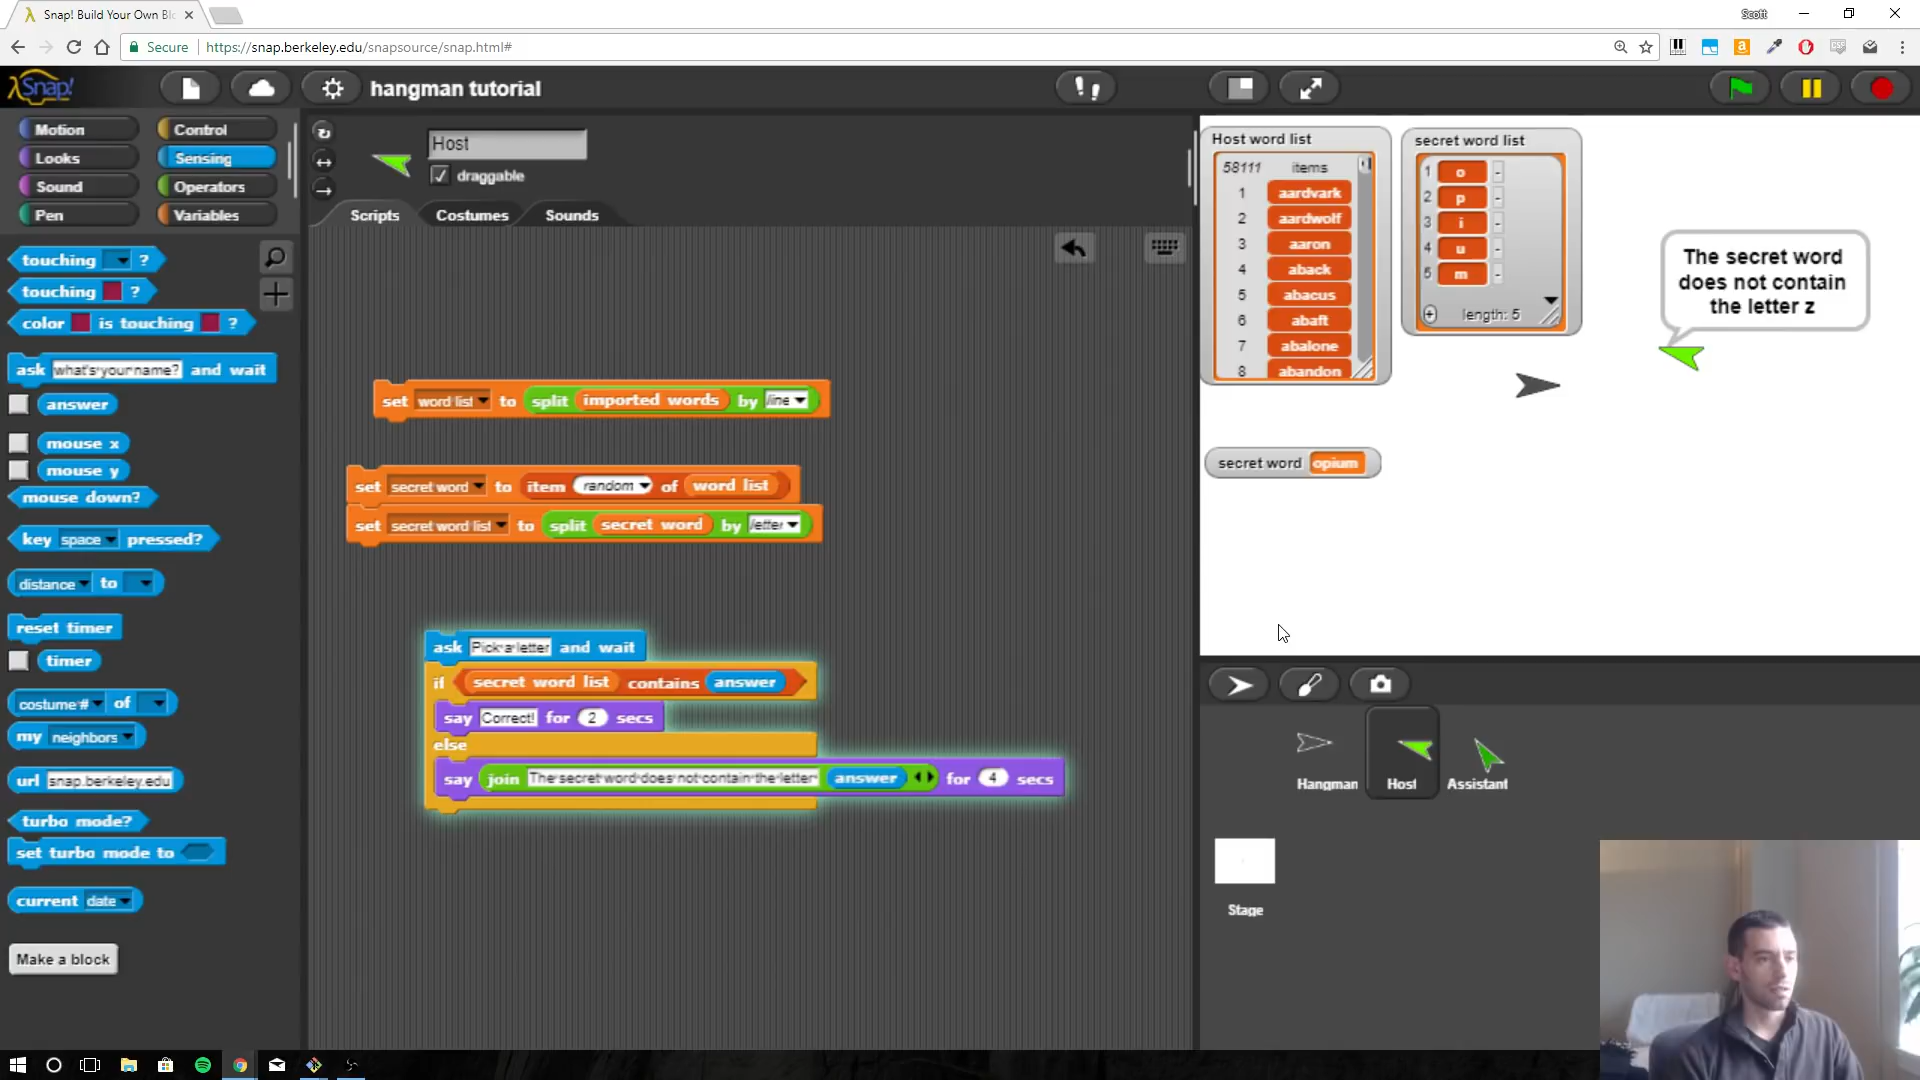 Snap! Build Your Own Blo
Scott
Secure https://snap.berkeley.edu/snapsource/snap.html#
Snap!
hangman tutorial
Motion
Control
Looks
Sensing
Sound
Operators
Pen
Variables
Host
draggable
Scripts
Costumes
Sounds
touching ?
touching ?
color is touching ?
ask what's your name? and wait
answer
mouse x
mouse y
mouse down?
key space pressed?
distance to
reset timer
timer
costume # of
my neighbors
url snap.berkeley.edu
turbo mode?
set turbo mode to
current date
Make a block
set word list to split imported words by line
set secret word to item random of word list
set secret word list to split secret word by letter
ask Pick a letter and wait
if secret word list contains answer
say Correct! for 2 secs
else
say join The secret word does not contain the letter answer for 4 secs
Host word list
58111 items
1 aardvark
2 aardwolf
3 aaron
4 aback
5 abacus
6 abaft
7 abalone
8 abandon
secret word list
1 o -
2 p -
3 i -
4 u -
5 m -
+ length: 5
The secret word
does not contain
the letter z
secret word opium
Hangman
Host
Assistant
Stage